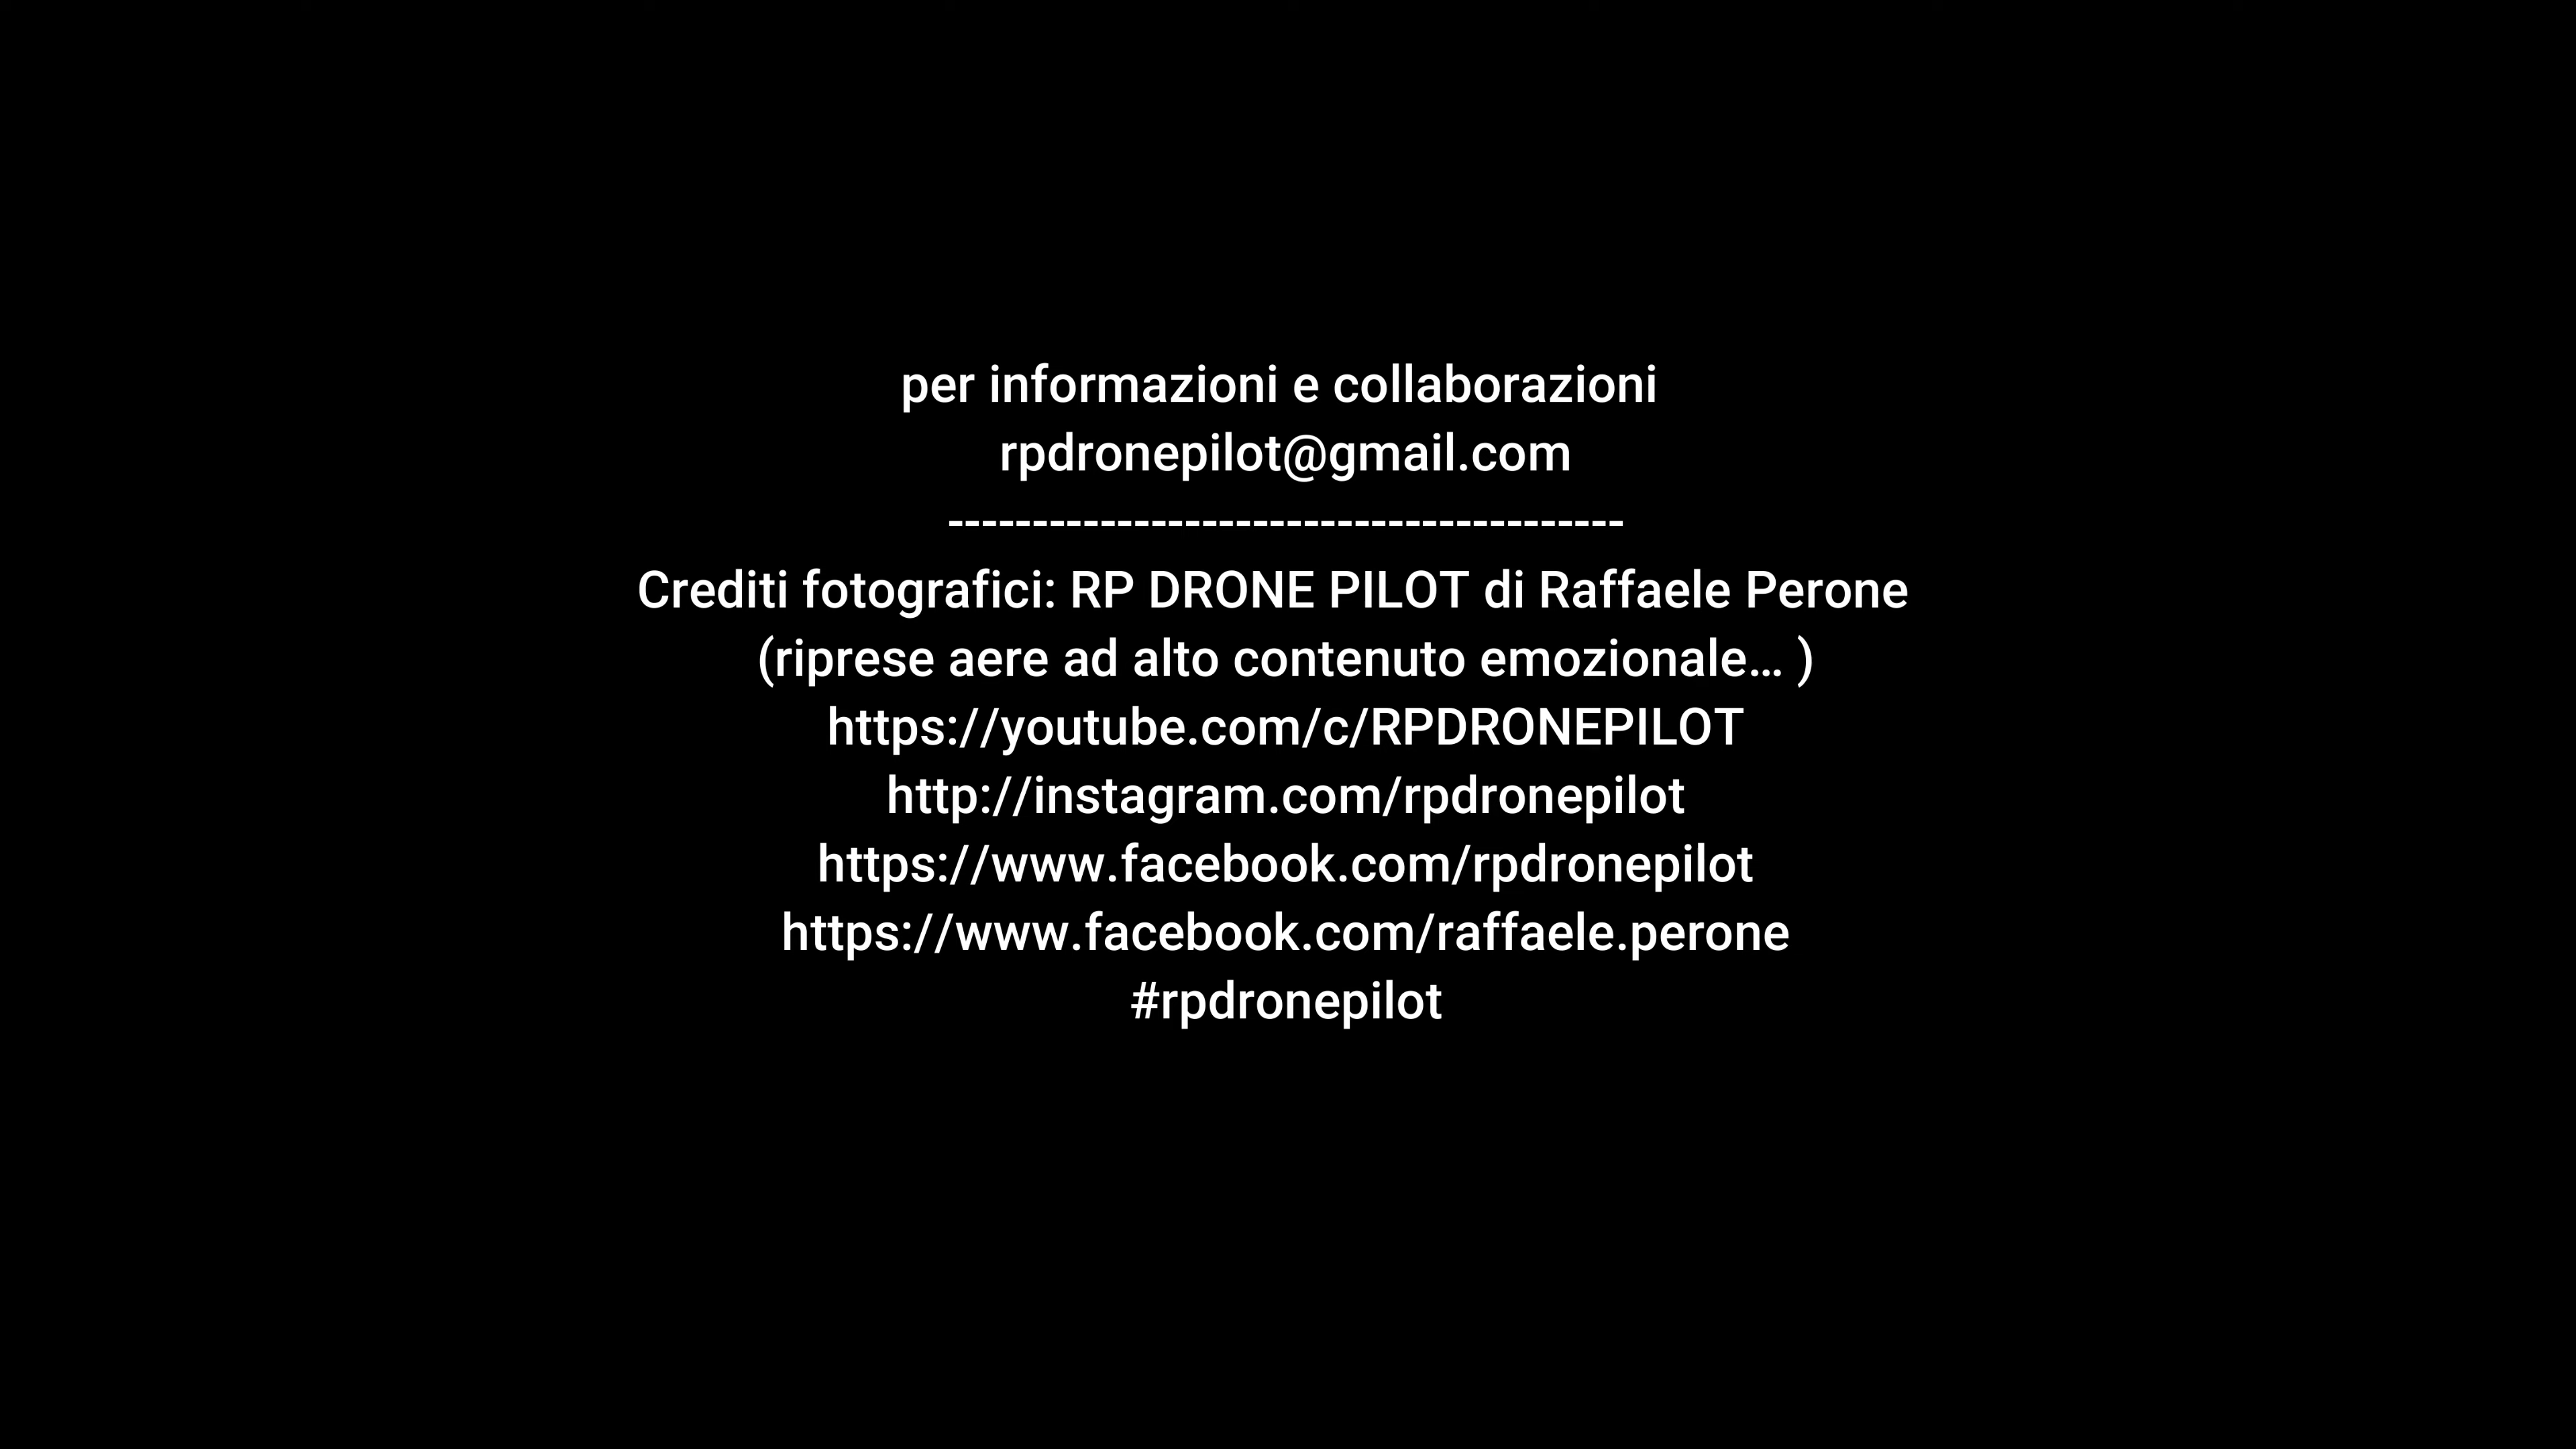 per informazioni e collaborazioni
rpdronepilot@gmail.com
----------------------------------------
Crediti fotografici: RP DRONE PILOT di Raffaele Perone
(riprese aere ad alto contenuto emozionale… )
https://youtube.com/c/RPDRONEPILOT
http://instagram.com/rpdronepilot
https://www.facebook.com/rpdronepilot
https://www.facebook.com/raffaele.perone
#rpdronepilot